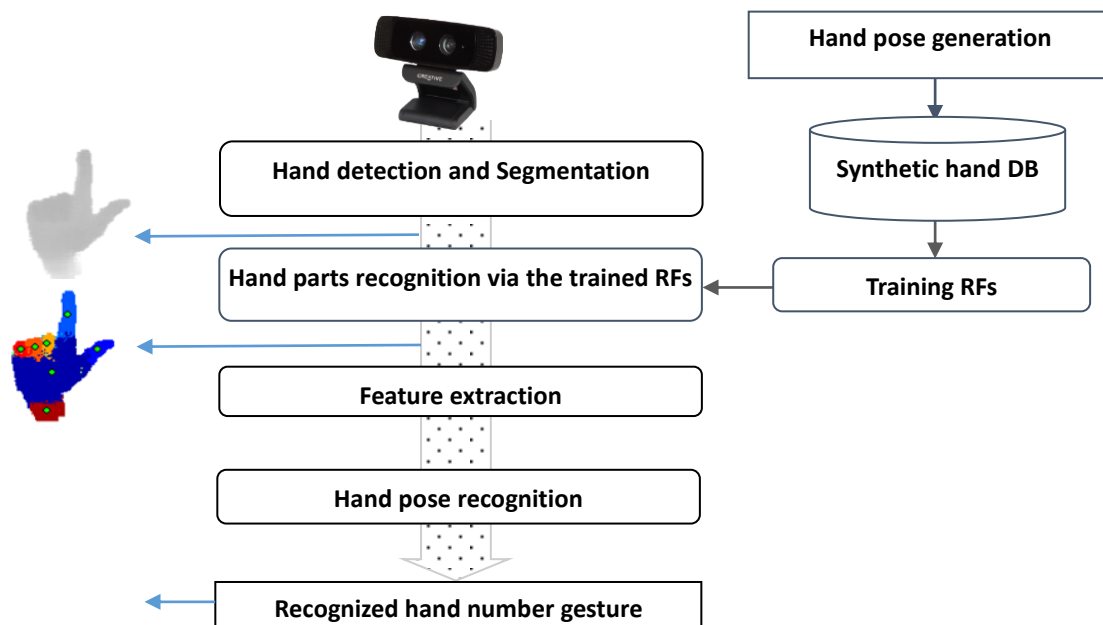 CREATIVE
Hand pose generation
Hand detection and Segmentation
Synthetic hand DB
Hand parts recognition via the trained RFs
Training RFs
Feature extraction
Hand pose recognition
Recognized hand number gesture